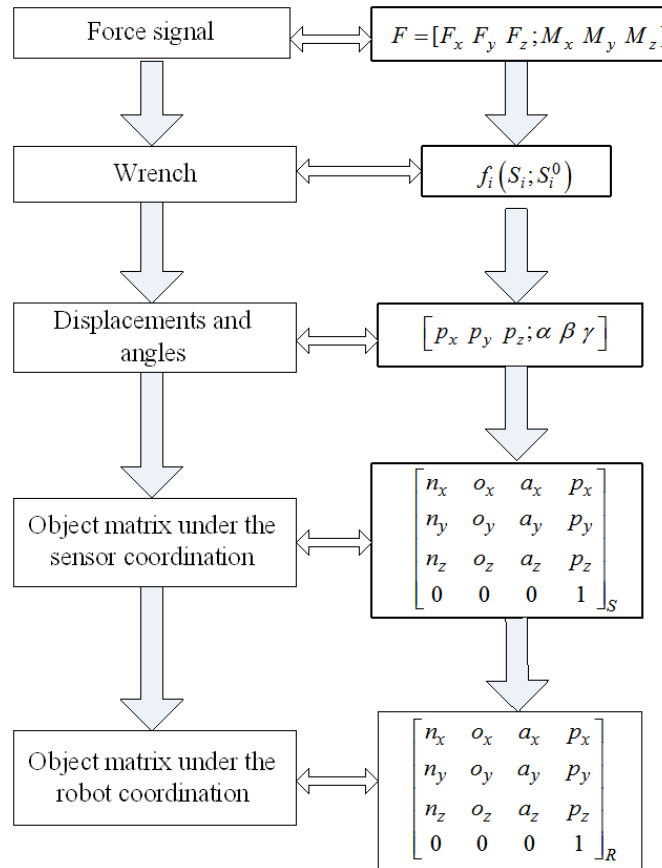 Force signal
F = [F_x F_y F_z ; M_x M_y M_z]
Wrench
f_i (S_i ; S_i^0)
Displacements and
angles
[p_x p_y p_z ; α β γ]
Object matrix under the
sensor coordination
n_x o_x a_x p_x
n_y o_y a_y p_y
n_z o_z a_z p_z
0 0 0 1
S
Object matrix under the
robot coordination
n_x o_x a_x p_x
n_y o_y a_y p_y
n_z o_z a_z p_z
0 0 0 1
R